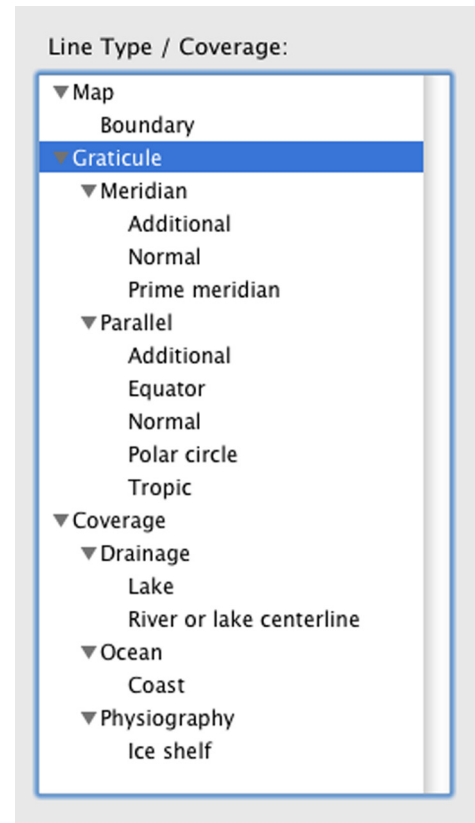 Line Type / Coverage:
Map
Boundary
Graticule
Meridian
Additional
Normal
Prime meridian
Parallel
Additional
Equator
Normal
Polar circle
Tropic
Coverage
Drainage
Lake
River or lake centerline
Ocean
Coast
Physiography
Ice shelf